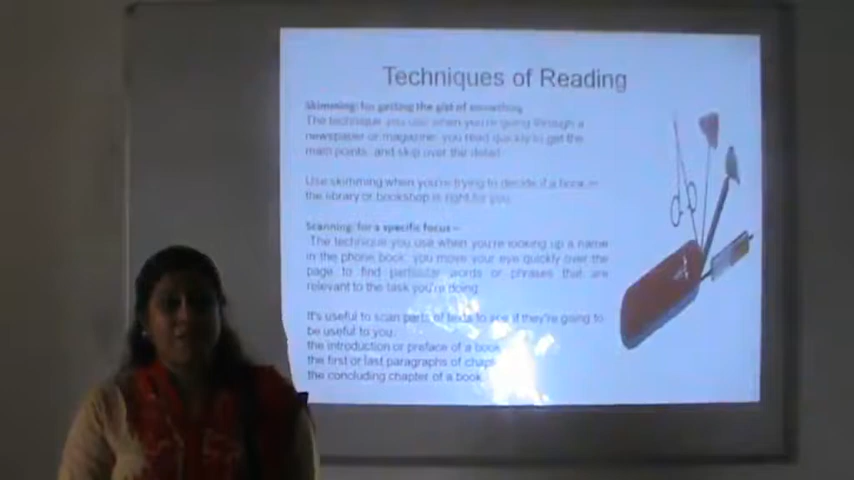 Techniques of Reading
Skimming: for getting the gist of something
The technique you use when you're going through a
newspaper or magazine: you read quickly to get the
main points, and skip over the detail.
Use skimming when you're trying to decide if a book in
the library or bookshop is right for you.
Scanning: for a specific focus –
The technique you use when you're looking up a name
in the phone book: you move your eye quickly over the
page to find particular words or phrases that are
relevant to the task you're doing.
It's useful to scan parts of texts to see if they're going to
be useful to you:
the introduction or preface of a book
the first or last paragraphs of
the concluding chapter of a book.